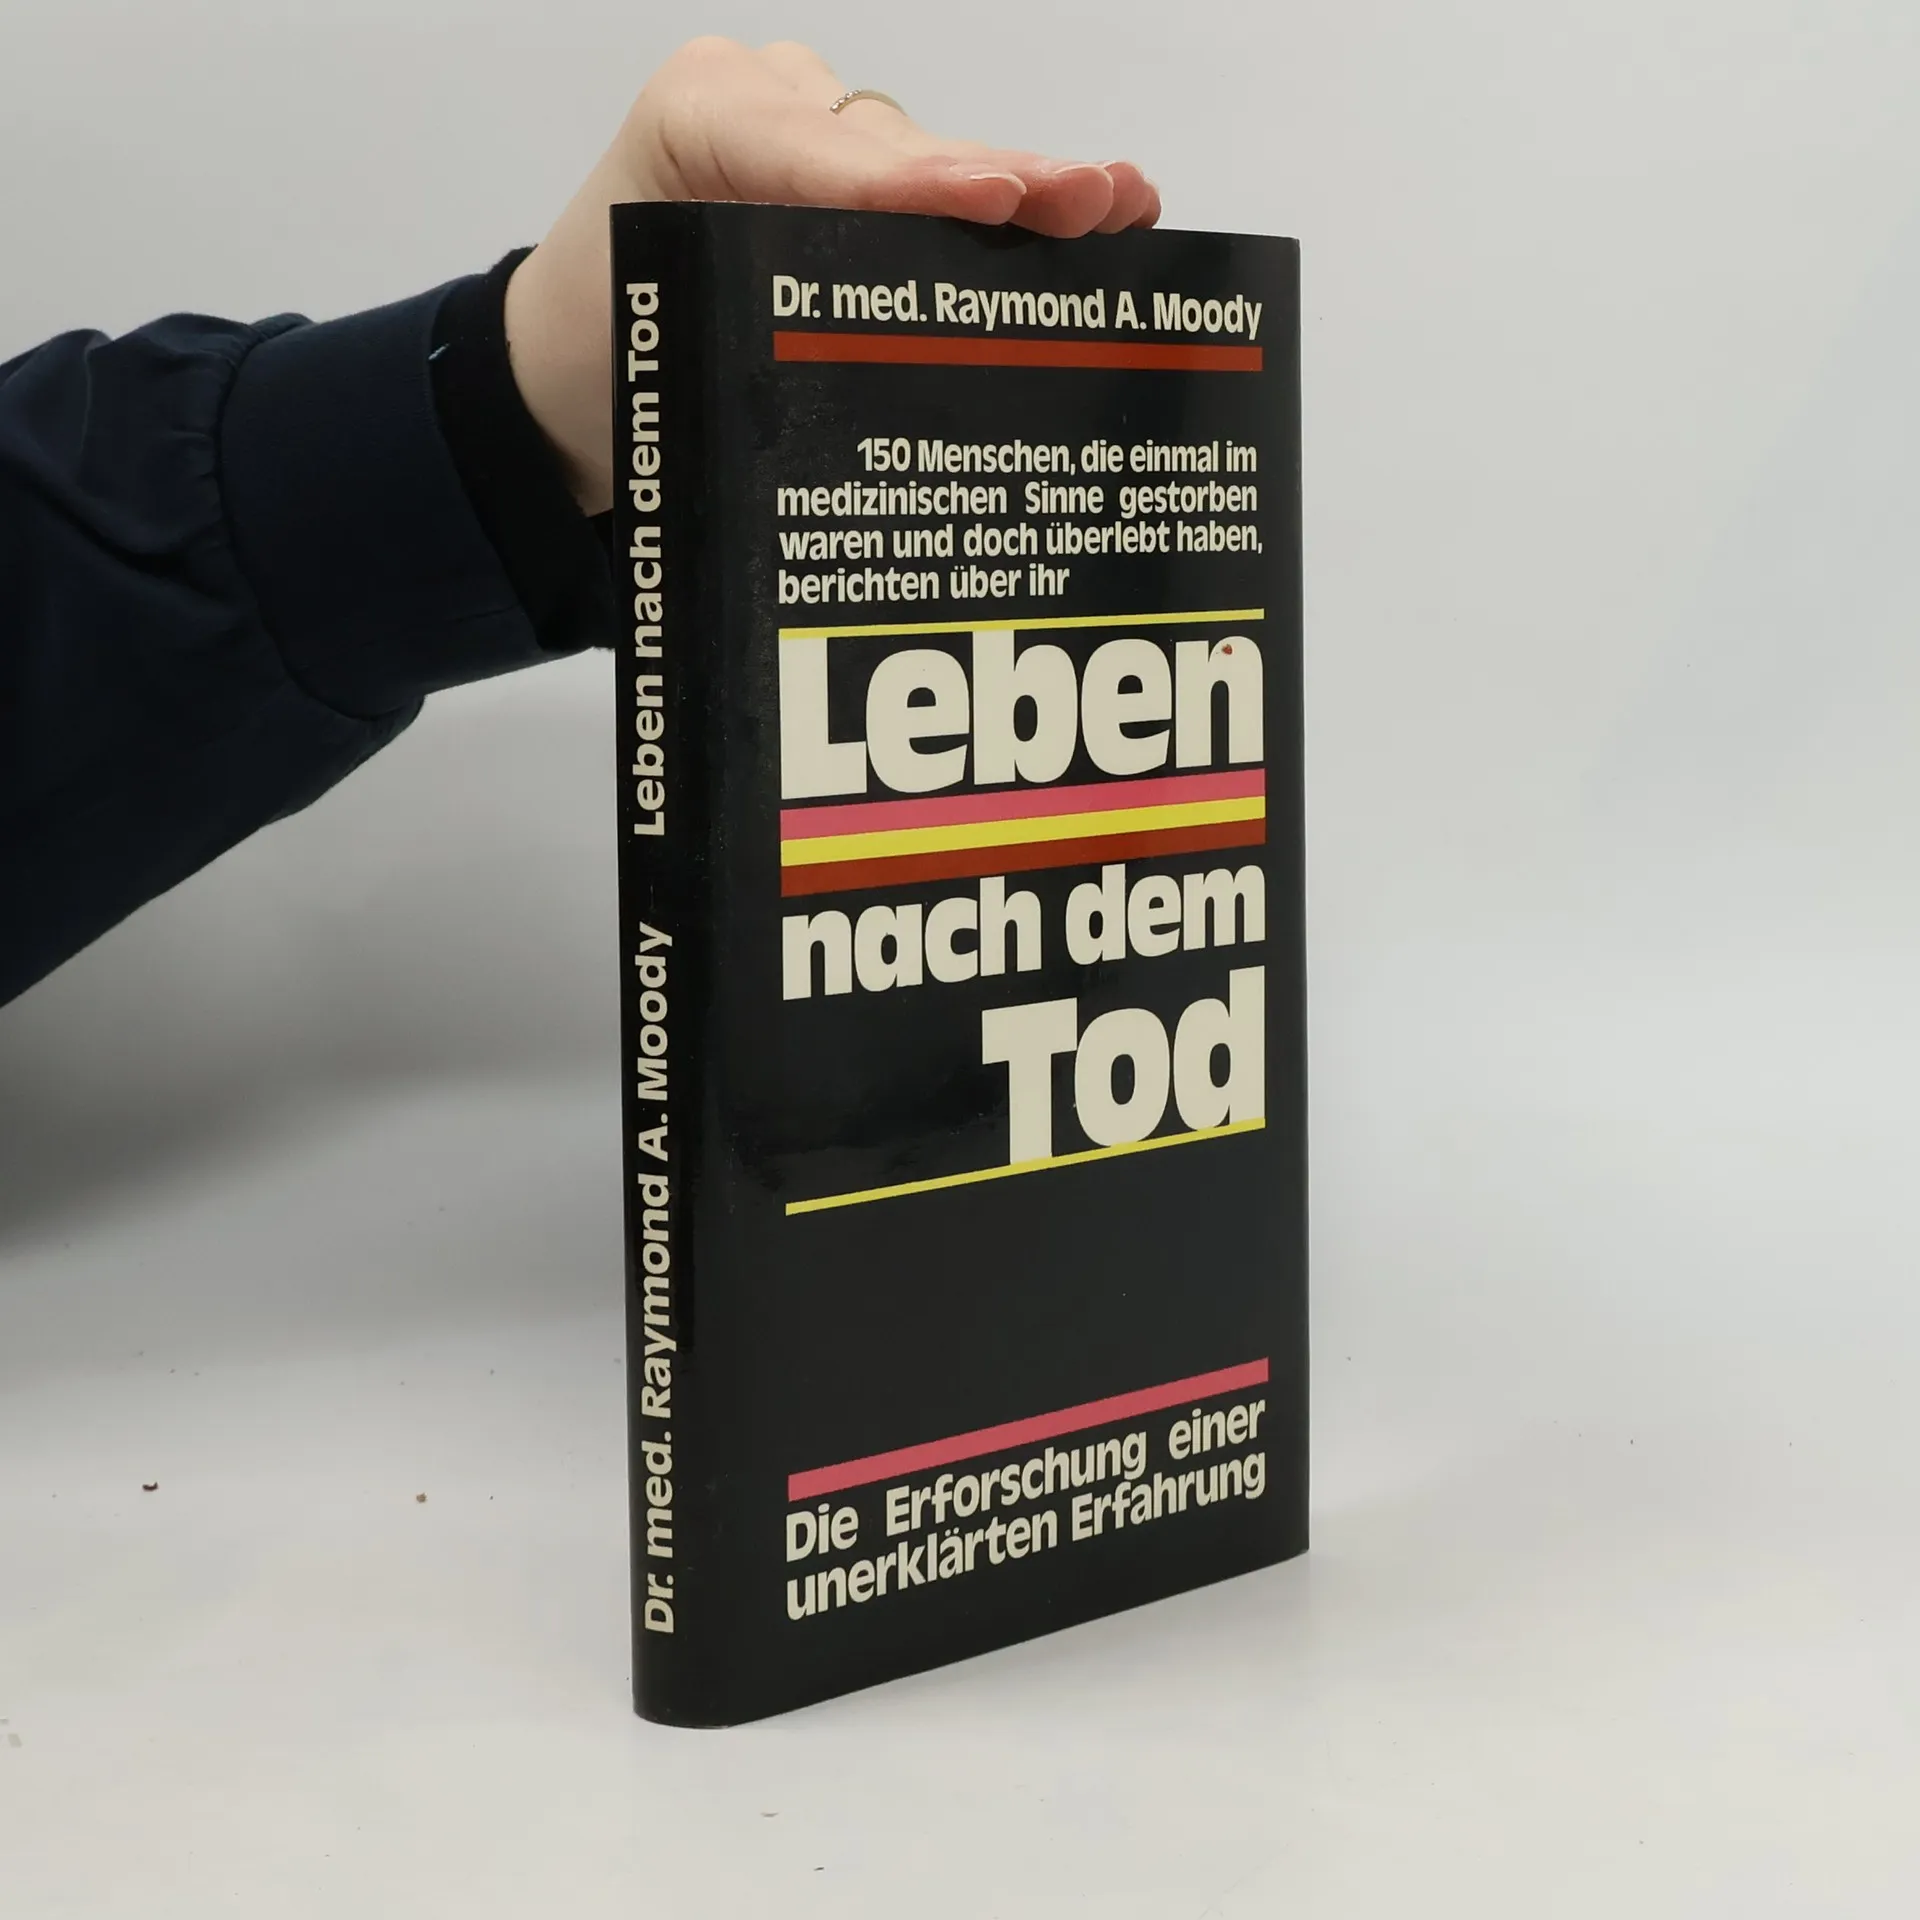 Dr. med. Raymond A. Moody Leben nach dem Tod
Dr. med. Raymond A. Moody
150 Menschen, die einmal im
medizinischen Sinne gestorben
waren und doch überlebt haben,
berichten über ihr
Leben
nach dem
Tod
Die Erforschung einer
unerklärten Erfahrung